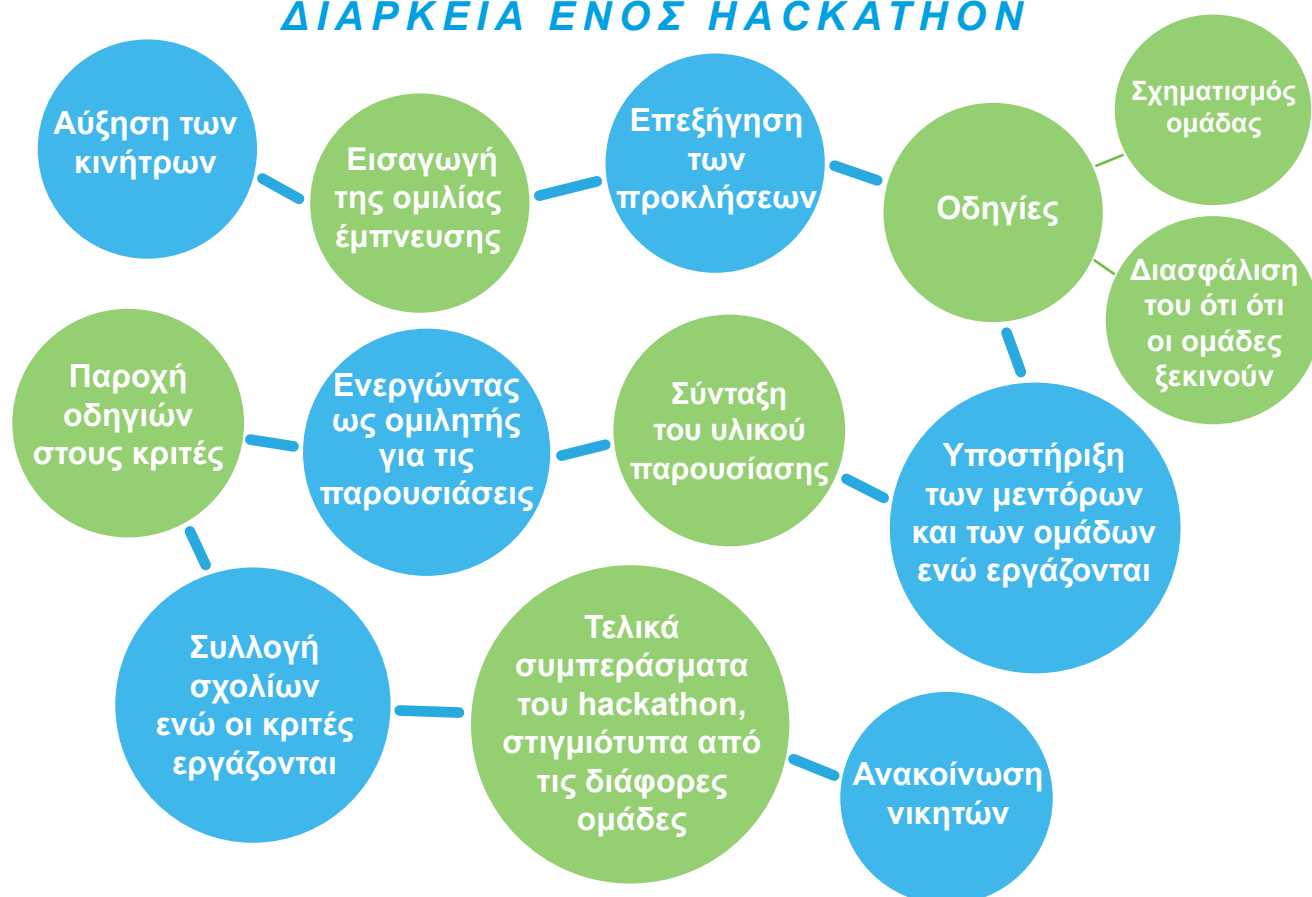 ΔΙΑΡΚΕΙΑ ΕΝΟΣ HACKATHON
Αύξηση των
κινήτρων
Εισαγωγή
της ομιλίας
έμπνευσης
Επεξήγηση
των
προκλήσεων
Οδηγίες
Σχηματισμός
ομάδας
Διασφάλιση
του ότι ότι
οι ομάδες
ξεκινούν
Υποστήριξη
των μεντόρων
και των ομάδων
ενώ εργάζονται
Σύνταξη
του υλικού
παρουσίασης
Ενεργώντας
ως ομιλητής
για τις
παρουσιάσεις
Παροχή
οδηγιών
στους κριτές
Συλλογή
σχολίων
ενώ οι κριτές
εργάζονται
Τελικά
συμπεράσματα
του hackathon,
στιγμιότυπα από
τις διάφορες
ομάδες
Ανακοίνωση
νικητών